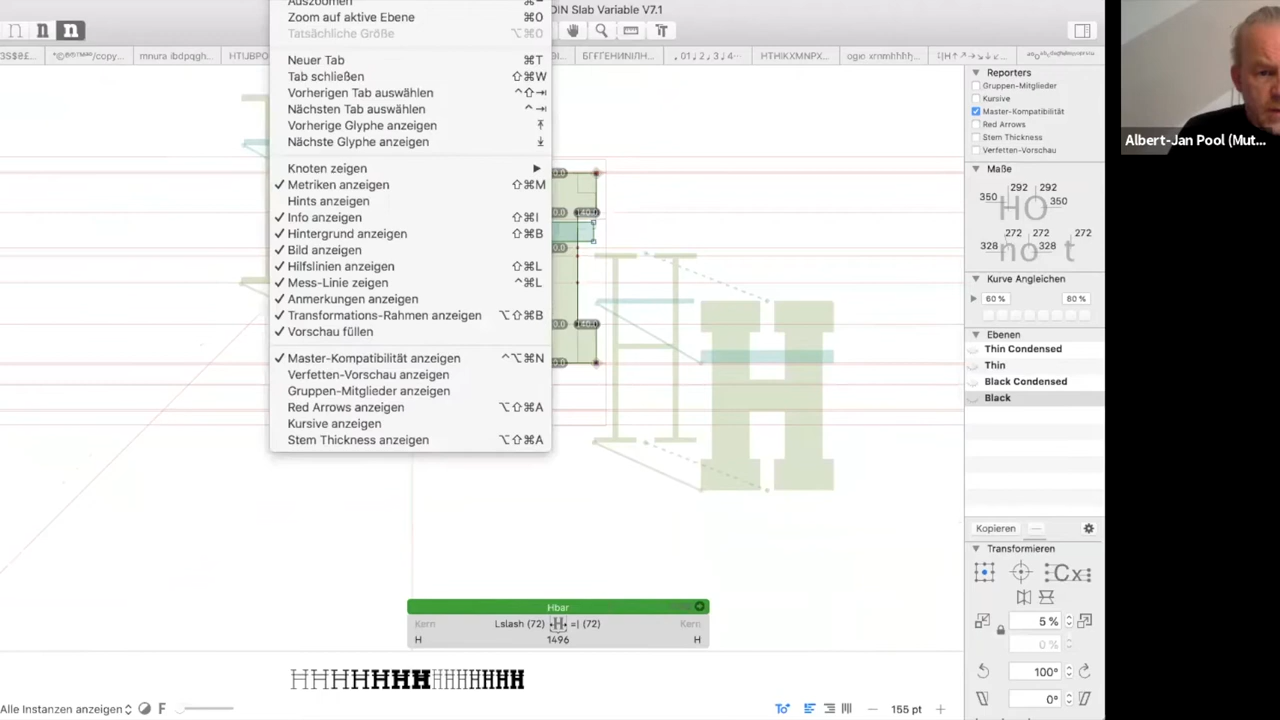 DIN Slab Variable V7.1
n n n
*©®/copy...
mnura ibdpqgh...
Auszoomen
Zoom auf aktive Ebene ⌘0
Tatsächliche Größe ⌥⌘0
Neuer Tab ⌘T
Tab schließen ⇧⌘W
Vorherigen Tab auswählen ^⇧⇥
Nächsten Tab auswählen ^⇥
Vorherige Glyphe anzeigen ⤒
Nächste Glyphe anzeigen ⤓
Knoten zeigen ▶
✓ Metriken anzeigen ⇧⌘M
Hints anzeigen
✓ Info anzeigen ⇧⌘I
✓ Hintergrund anzeigen ⇧⌘B
✓ Bild anzeigen
✓ Hilfslinien anzeigen ⇧⌘L
✓ Mess-Linie zeigen ^⌘L
✓ Anmerkungen anzeigen
✓ Transformations-Rahmen anzeigen ⌥⇧⌘B
✓ Vorschau füllen
✓ Master-Kompatibilität anzeigen ^⌥⌘N
Verfetten-Vorschau anzeigen
Gruppen-Mitglieder anzeigen
Red Arrows anzeigen ⌥⇧⌘A
Kursive anzeigen
Stem Thickness anzeigen ⌥⇧⌘A
H H
Hbar
Kern Lslash (72) H =| (72) Kern
H 1496 H
HHHHHHHHHHHHHH
Alle Instanzen anzeigen
F
155 pt
Reporters
Gruppen-Mitglieder
Kursive
Master-Kompatibilität
Red Arrows
Stem Thickness
Verfetten-Vorschau
Maße
292 292
350 HO 350
272 272 272
328 no 328 t
Kurve Angleichen
60 % 80 %
Ebenen
Thin Condensed
Thin
Black Condensed
Black
Kopieren
Transformieren
5 %
0 %
100°
0°
Albert-Jan Pool (Mut...